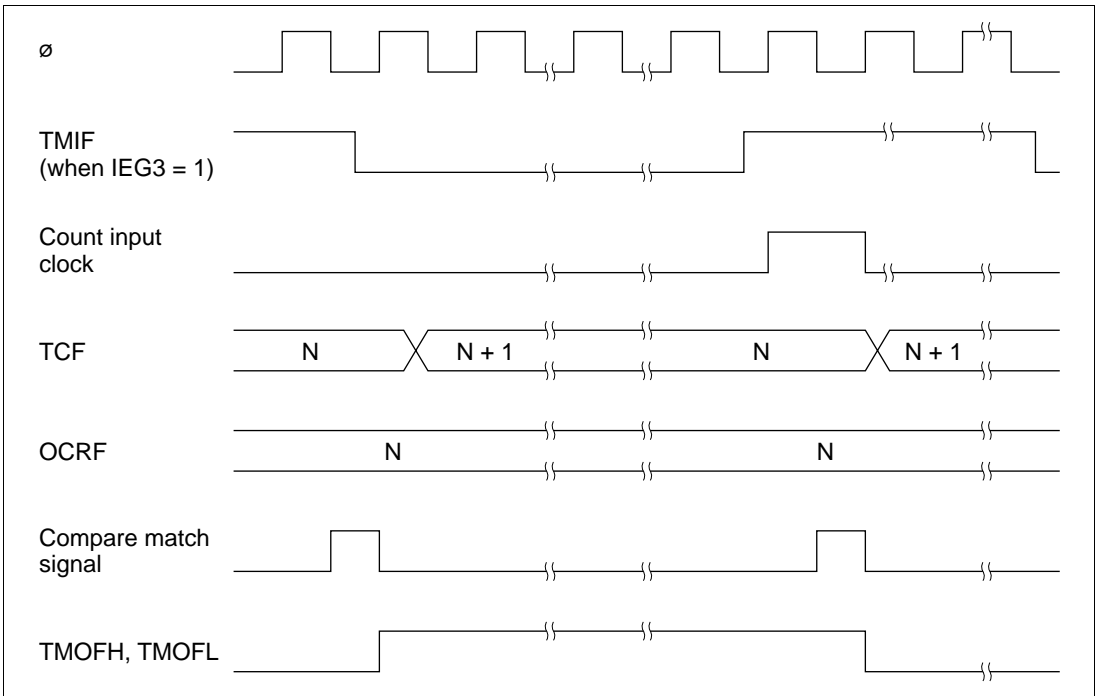 ø
TMIF
(when IEG3 = 1)
Count input
clock
TCF
N
N + 1
N
N + 1
OCRF
N
N
Compare match
signal
TMOFH, TMOFL